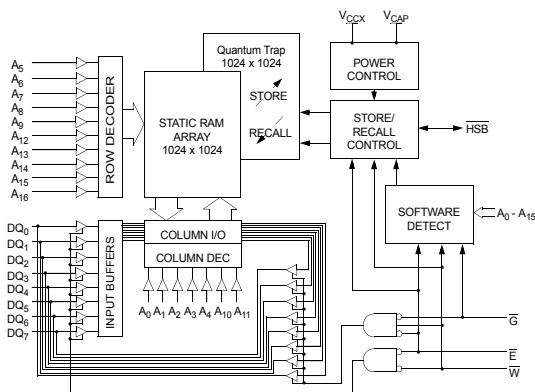 V_CCX V_CAP
Quantum Trap
1024 x 1024
STORE
RECALL
POWER
CONTROL
STORE/
RECALL
CONTROL
HSB
SOFTWARE
DETECT
A0 - A15
A5
A6
A7
A8
A9
A12
A13
A14
A15
A16
ROW DECODER
STATIC RAM
ARRAY
1024 x 1024
DQ0
DQ1
DQ2
DQ3
DQ4
DQ5
DQ6
DQ7
INPUT BUFFERS
COLUMN I/O
COLUMN DEC
A0 A1 A2 A3 A4 A10 A11
G
E
W